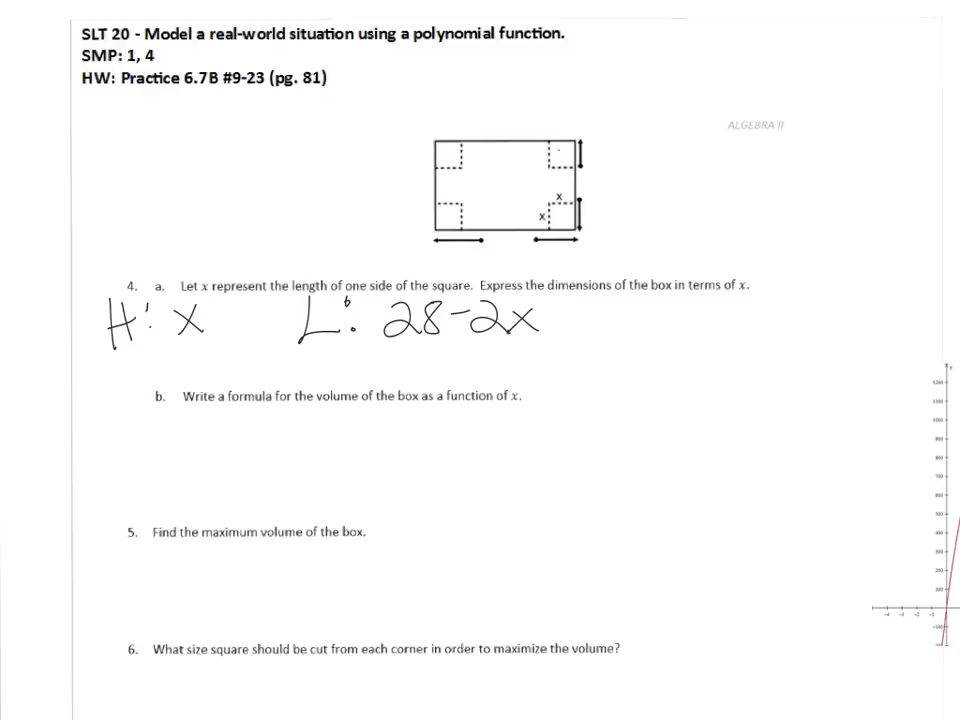 SLT 20 - Model a real-world situation using a polynomial function.
SMP: 1, 4
HW: Practice 6.7B #9-23 (pg. 81)
ALGEBRA II
x
x
4. a. Let x represent the length of one side of the square. Express the dimensions of the box in terms of x.
H: x L: 28-2x
b. Write a formula for the volume of the box as a function of x.
5. Find the maximum volume of the box.
6. What size square should be cut from each corner in order to maximize the volume?